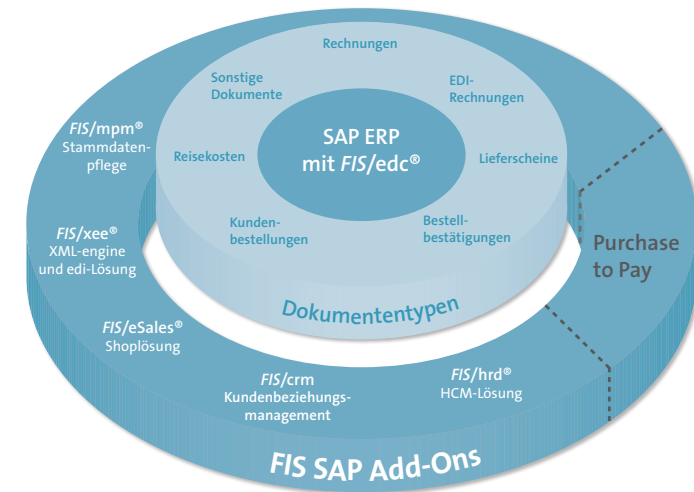 Rechnungen
Sonstige
Dokumente
EDI-
Rechnungen
FIS/mpm®
Stammdaten-
pflege
SAP ERP
mit FIS/edc®
Reisekosten
Lieferscheine
Kunden-
bestellungen
Bestell-
bestätigungen
FIS/xee®
XML-engine
und edi-Lösung
Purchase
to Pay
Dokumententypen
FIS/eSales®
Shoplösung
FIS/crm
Kundenbeziehungs-
management
FIS/hrd®
HCM-Lösung
FIS SAP Add-Ons